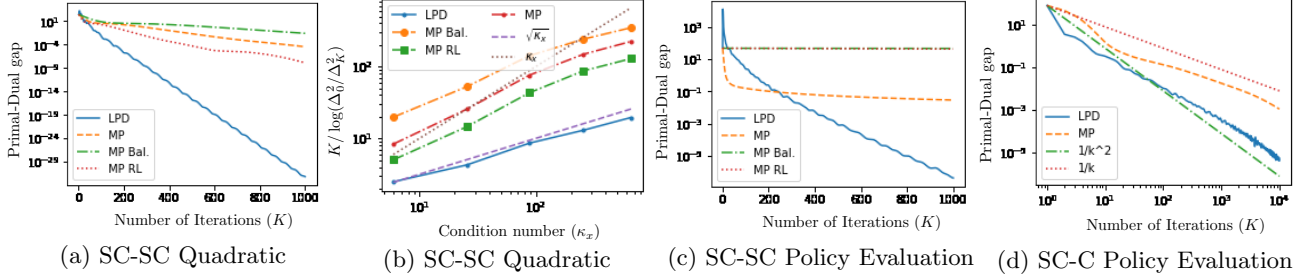 Primal-Dual gap
10^1
10^-4
10^-9
10^-14
10^-19
10^-24
10^-29
LPD
MP
MP Bal.
MP RL
0
200
400
600
800
1000
Number of Iterations (K)
(a) SC-SC Quadratic
K/ log(Δ_0^2/Δ_K^2)
10^2
10^1
LPD
MP Bal.
MP RL
MP
√κ_x
κ_x
10^1
10^2
Condition number (κ_x)
(b) SC-SC Quadratic
Primal-Dual gap
10^3
10^1
10^-1
10^-3
10^-5
LPD
MP
MP Bal.
MP RL
0
200
400
600
800
1000
Number of Iterations (K)
(c) SC-SC Policy Evaluation
Primal-Dual gap
10^1
10^-1
10^-3
10^-5
LPD
MP
1/k^2
1/k
10^0
10^1
10^2
10^3
10^4
Number of Iterations K
(d) SC-C Policy Evaluation